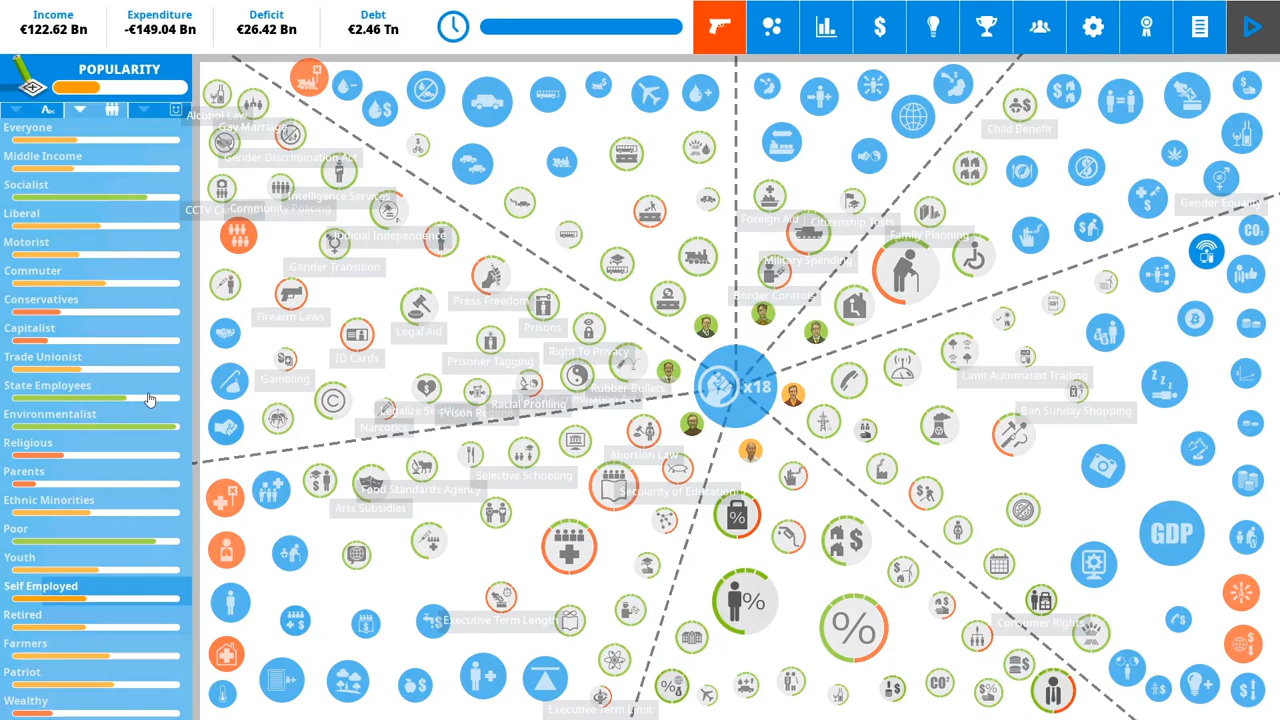 Income
€122.62 Bn
Expenditure
-€149.04 Bn
Deficit
€26.42 Bn
Debt
€2.46 Tn
POPULARITY
Everyone
Middle Income
Socialist
Liberal
Motorist
Commuter
Conservatives
Capitalist
Trade Unionist
State Employees
Environmentalist
Religious
Parents
Ethnic Minorities
Poor
Youth
Self Employed
Retired
Farmers
Patriot
Wealthy
Alcohol Law
Gay Marriage
Gender Discrimination Act
Intelligence Services
CCTV
Community Policing
Judicial Independence
Gender Transition
Press Freedom
Firearm Laws
Legal Aid
Prisons
ID Cards
Right To Privacy
Prisoner Tagging
Gambling
Rubber Bullets
Racial Profiling
Prison
Narcotics
Child Benefit
Gender Equality
Foreign Aid
Citizenship Tests
Family Planning
Military Spending
Border Controls
x18
Limit Automated Trading
Ban Sunday Shopping
Abortion Law
Selective Schooling
Food Standards Agency
Secularity of Education
Arts Subsidies
GDP
%
%
CO²
CO₂
Executive Term Length
Consumer Rights
Executive Term Limit